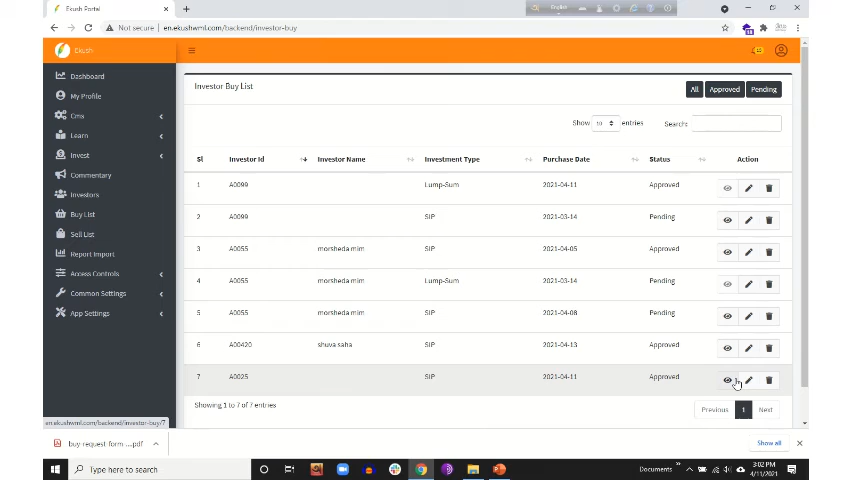 Ekush Portal
English
Not secure | en.ekushwml.com/backend/investor-buy
Ekush
Dashboard
My Profile
Cms
Learn
Invest
Commentary
Investors
Buy List
Sell List
Report Import
Access Controls
Common Settings
App Settings
Investor Buy List
All Approved Pending
Show 10 entries Search:
Sl Investor Id Investor Name Investment Type Purchase Date Status Action
1 A0099 Lump-Sum 2021-04-11 Approved
2 A0099 SIP 2021-03-14 Pending
3 A0055 morsheda mim SIP 2021-04-05 Approved
4 A0055 morsheda mim Lump-Sum 2021-03-14 Pending
5 A0055 morsheda mim SIP 2021-04-08 Pending
6 A00420 shuva saha SIP 2021-04-13 Approved
7 A0025 SIP 2021-04-11 Approved
Showing 1 to 7 of 7 entries Previous 1 Next
en.ekushwml.com/backend/investor-buy/7
buy-request-form-....pdf Show all
Type here to search Documents 3:02 PM
4/11/2021